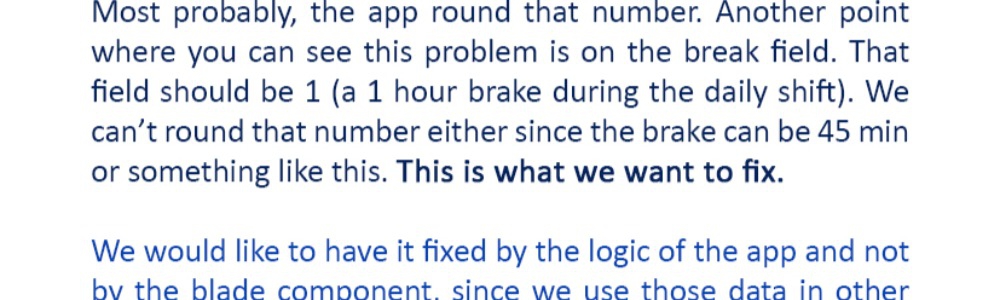 Most probably, the app round that number. Another point
where you can see this problem is on the break field. That
field should be 1 (a 1 hour brake during the daily shift). We
can’t round that number either since the brake can be 45 min
or something like this. This is what we want to fix.
We would like to have it fixed by the logic of the app and not
by the blade component, since we use those data in other